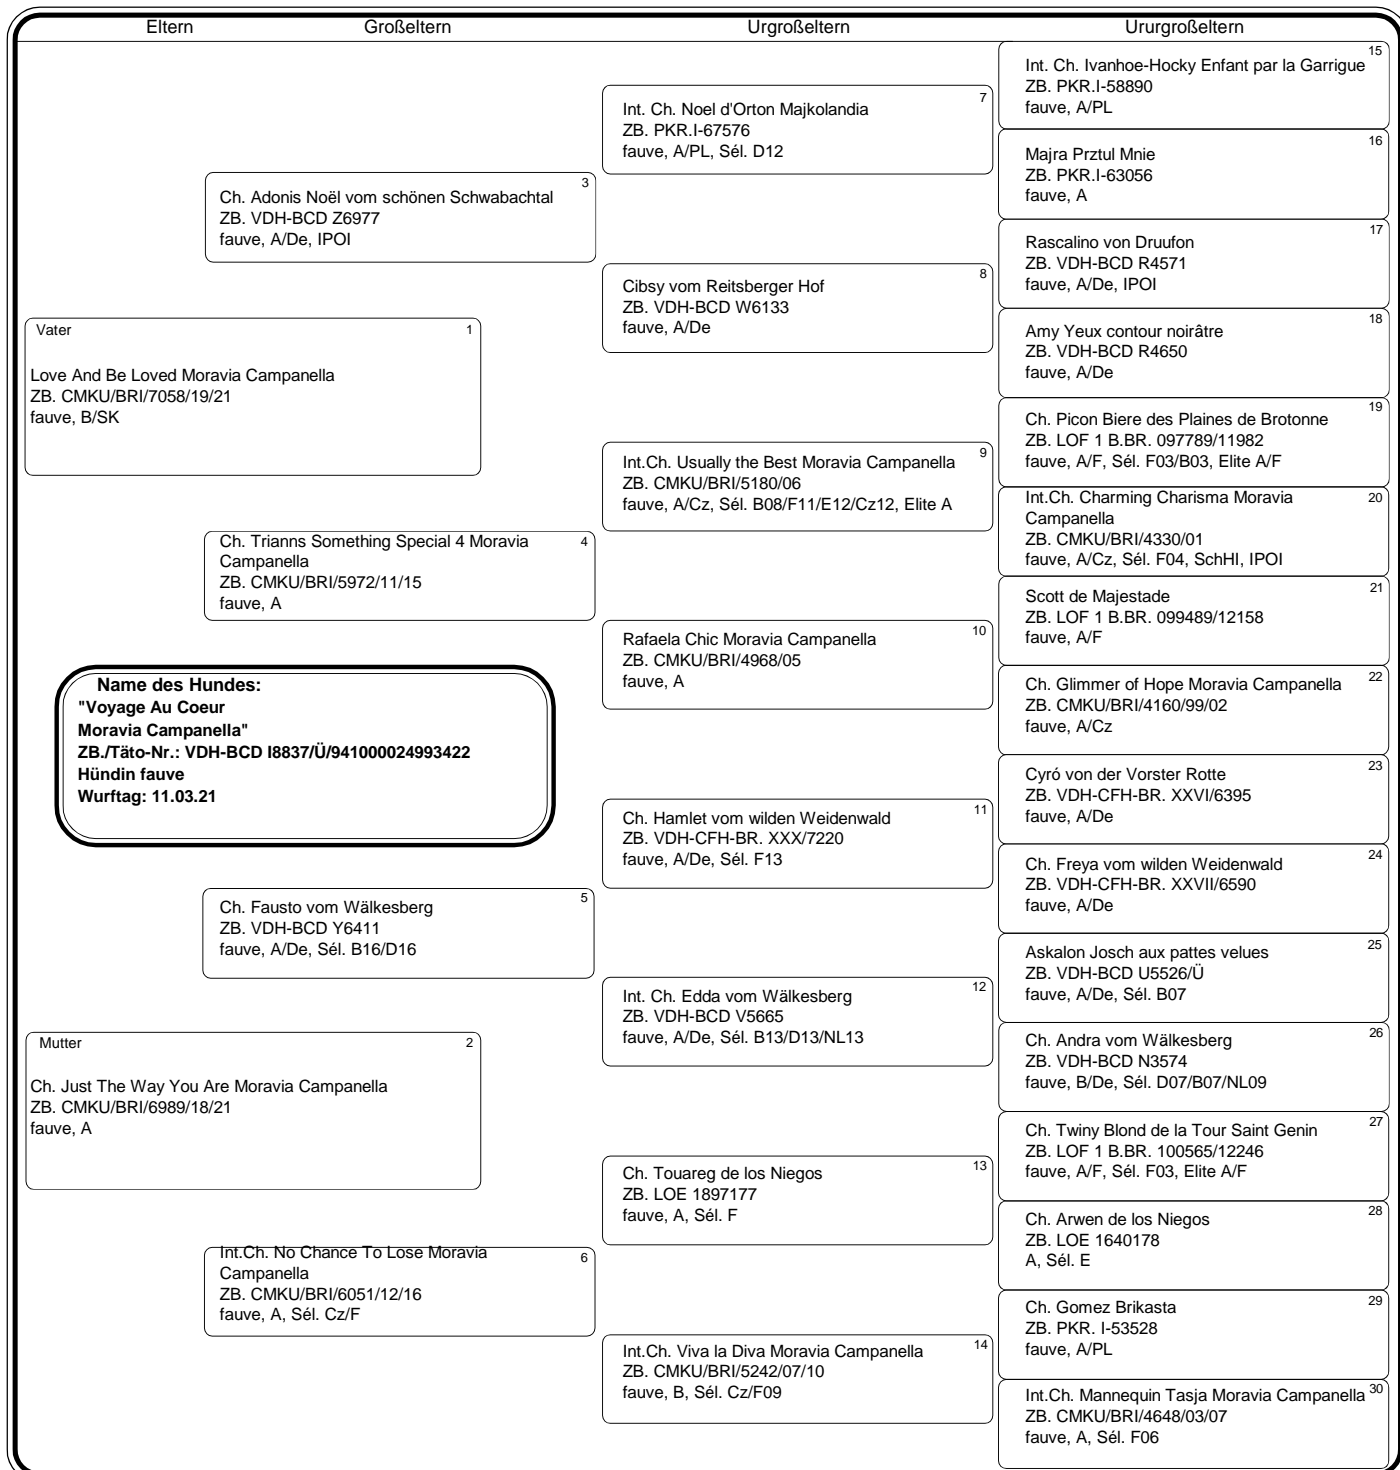 Eltern
Großeltern
Urgroßeltern
Ururgroßeltern
Vater 1
Love And Be Loved Moravia Campanella
ZB. CMKU/BRI/7058/19/21
fauve, B/SK
Mutter 2
Ch. Just The Way You Are Moravia Campanella
ZB. CMKU/BRI/6989/18/21
fauve, A
Name des Hundes:
"Voyage Au Coeur
Moravia Campanella"
ZB./Täto-Nr.: VDH-BCD I8837/Ü/941000024993422
Hündin fauve
Wurftag: 11.03.21
3
Ch. Adonis Noël vom schönen Schwabachtal
ZB. VDH-BCD Z6977
fauve, A/De, IPOI
Ch. Trianns Something Special 4 Moravia 4
Campanella
ZB. CMKU/BRI/5972/11/15
fauve, A
5
Ch. Fausto vom Wälkesberg
ZB. VDH-BCD Y6411
fauve, A/De, Sél. B16/D16
Int.Ch. No Chance To Lose Moravia 6
Campanella
ZB. CMKU/BRI/6051/12/16
fauve, A, Sél. Cz/F
7
Int. Ch. Noel d'Orton Majkolandia
ZB. PKR.I-67576
fauve, A/PL, Sél. D12
8
Cibsy vom Reitsberger Hof
ZB. VDH-BCD W6133
fauve, A/De
9
Int.Ch. Usually the Best Moravia Campanella
ZB. CMKU/BRI/5180/06
fauve, A/Cz, Sél. B08/F11/E12/Cz12, Elite A
10
Rafaela Chic Moravia Campanella
ZB. CMKU/BRI/4968/05
fauve, A
11
Ch. Hamlet vom wilden Weidenwald
ZB. VDH-CFH-BR. XXX/7220
fauve, A/De, Sél. F13
12
Int. Ch. Edda vom Wälkesberg
ZB. VDH-BCD V5665
fauve, A/De, Sél. B13/D13/NL13
13
Ch. Touareg de los Niegos
ZB. LOE 1897177
fauve, A, Sél. F
14
Int.Ch. Viva la Diva Moravia Campanella
ZB. CMKU/BRI/5242/07/10
fauve, B, Sél. Cz/F09
15
Int. Ch. Ivanhoe-Hocky Enfant par la Garrigue
ZB. PKR.I-58890
fauve, A/PL
16
Majra Prztul Mnie
ZB. PKR.I-63056
fauve, A
17
Rascalino von Druufon
ZB. VDH-BCD R4571
fauve, A/De, IPOI
18
Amy Yeux contour noirâtre
ZB. VDH-BCD R4650
fauve, A/De
19
Ch. Picon Biere des Plaines de Brotonne
ZB. LOF 1 B.BR. 097789/11982
fauve, A/F, Sél. F03/B03, Elite A/F
Int.Ch. Charming Charisma Moravia 20
Campanella
ZB. CMKU/BRI/4330/01
fauve, A/Cz, Sél. F04, SchHI, IPOI
21
Scott de Majestade
ZB. LOF 1 B.BR. 099489/12158
fauve, A/F
22
Ch. Glimmer of Hope Moravia Campanella
ZB. CMKU/BRI/4160/99/02
fauve, A/Cz
23
Cyró von der Vorster Rotte
ZB. VDH-CFH-BR. XXVI/6395
fauve, A/De
24
Ch. Freya vom wilden Weidenwald
ZB. VDH-CFH-BR. XXVII/6590
fauve, A/De
25
Askalon Josch aux pattes velues
ZB. VDH-BCD U5526/Ü
fauve, A/De, Sél. B07
26
Ch. Andra vom Wälkesberg
ZB. VDH-BCD N3574
fauve, B/De, Sél. D07/B07/NL09
27
Ch. Twiny Blond de la Tour Saint Genin
ZB. LOF 1 B.BR. 100565/12246
fauve, A/F, Sél. F03, Elite A/F
28
Ch. Arwen de los Niegos
ZB. LOE 1640178
A, Sél. E
29
Ch. Gomez Brikasta
ZB. PKR. I-53528
fauve, A/PL
Int.Ch. Mannequin Tasja Moravia Campanella 30
ZB. CMKU/BRI/4648/03/07
fauve, A, Sél. F06